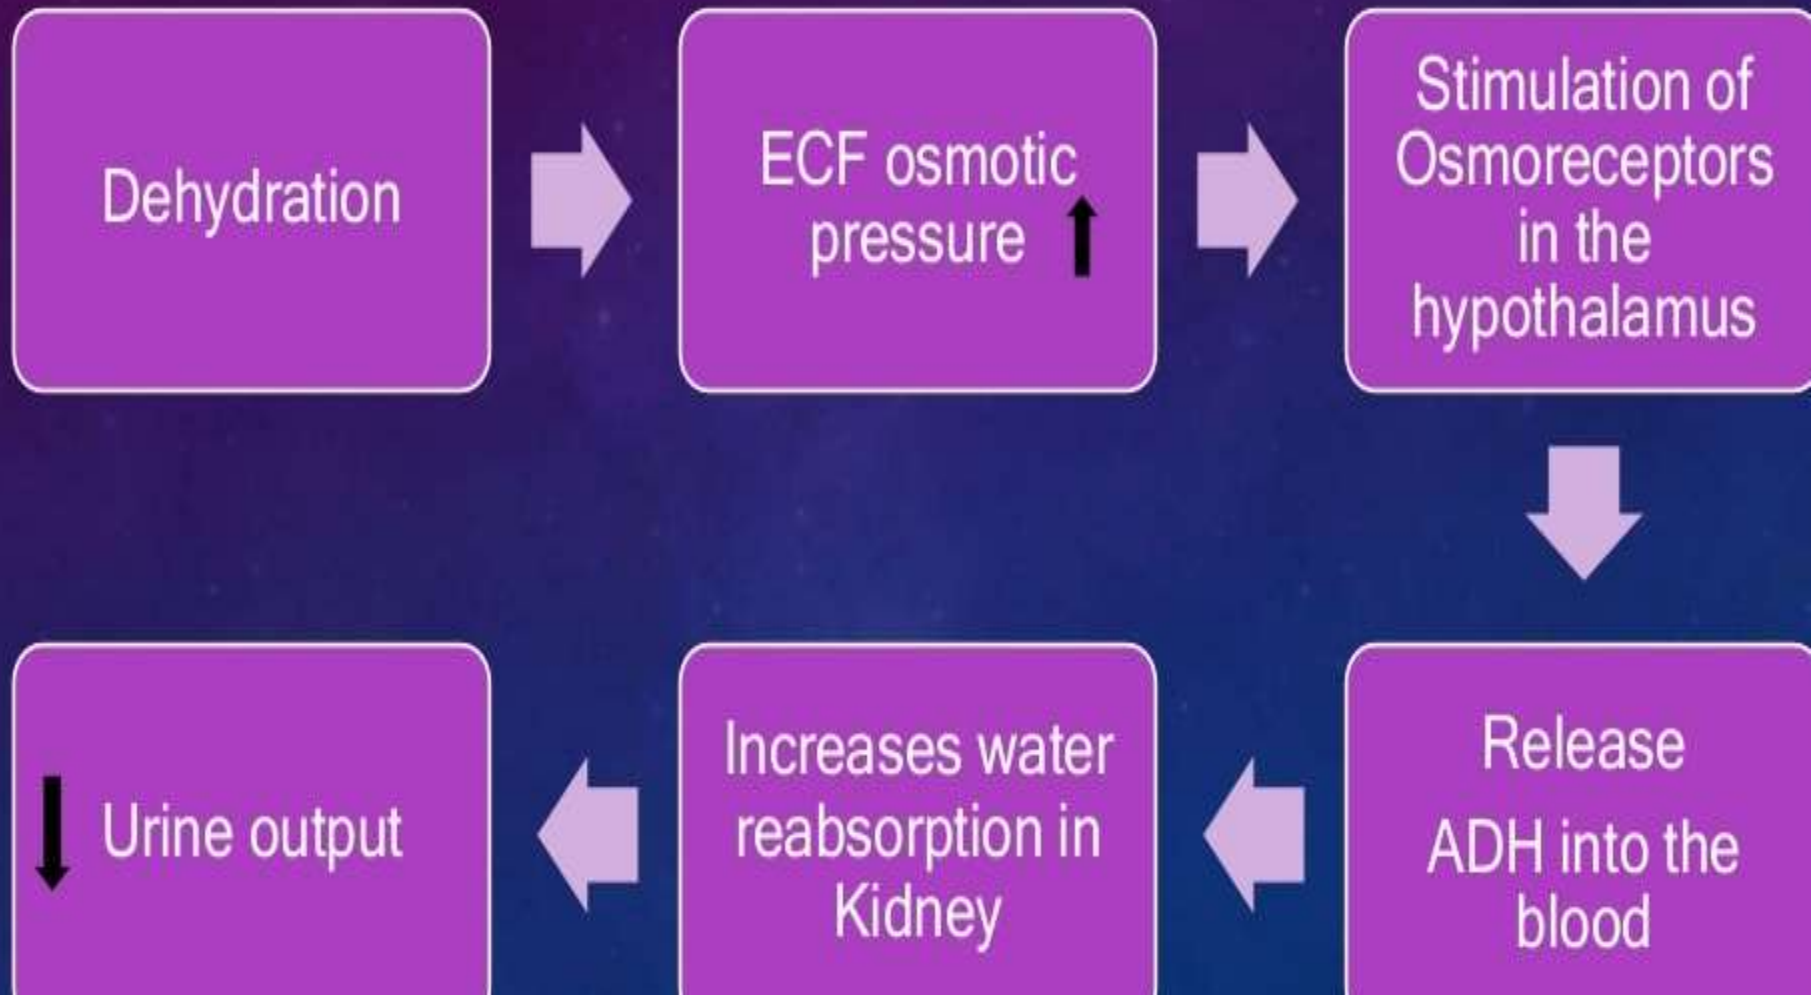 Dehydration
ECF osmotic
pressure
Stimulation of
Osmoreceptors
in the
hypothalamus
Release
ADH into the
blood
Increases water
reabsorption in
Kidney
Urine output